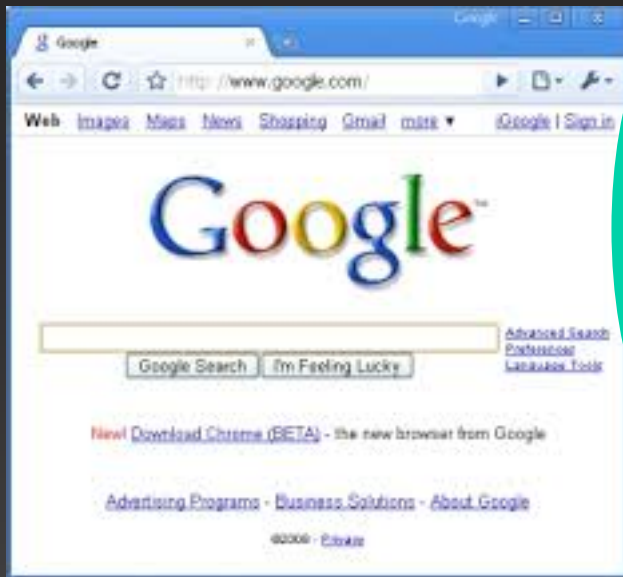 Google
Google
http://www.google.com/
Web Images Maps News Shopping Gmail more ▼ iGoogle | Sign in
Google™
Advanced Search
Preferences
Language Tools
Google Search I'm Feeling Lucky
New! Download Chrome (BETA) - the new browser from Google
Advertising Programs - Business Solutions - About Google
©2008 - Privacy